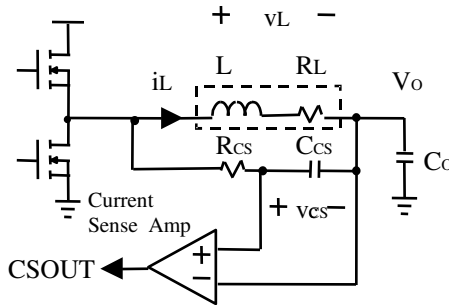 + vL −
iL L RL VO
RCS CCS
CO
Current
+ vcs −
Sense Amp
+
CSOUT
−